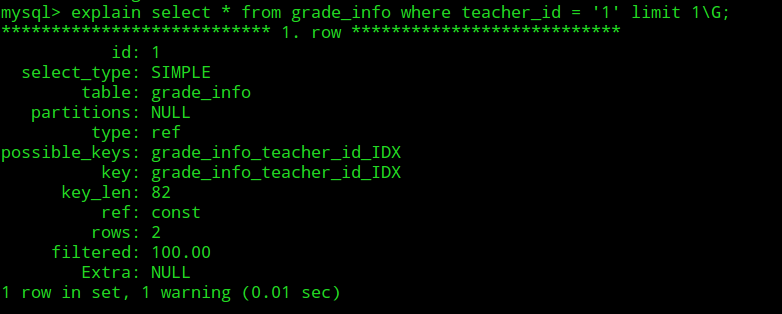 mysql> explain select * from grade_info where teacher_id = '1' limit 1\G;
*************************** 1. row ***************************
           id: 1
  select_type: SIMPLE
        table: grade_info
   partitions: NULL
         type: ref
possible_keys: grade_info_teacher_id_IDX
          key: grade_info_teacher_id_IDX
      key_len: 82
          ref: const
         rows: 2
     filtered: 100.00
        Extra: NULL
1 row in set, 1 warning (0.01 sec)